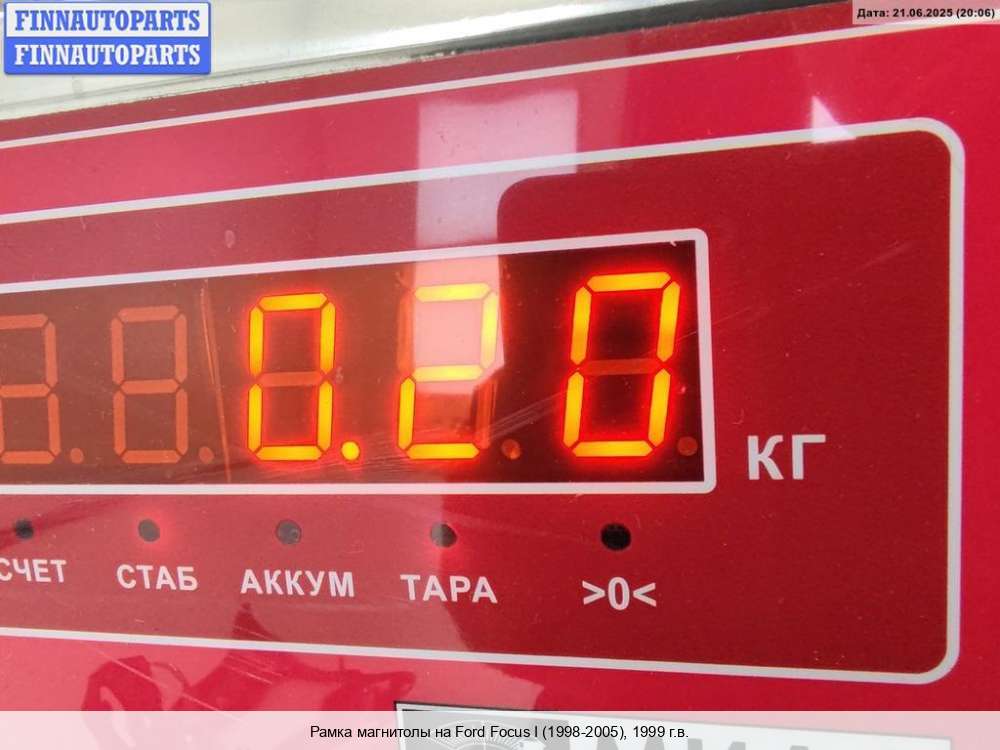 FINNAUTOPARTS
FINNAUTOPARTS
Дата: 21.06.2025 (20:06)
0.20
КГ
СЧЕТ СТАБ АККУМ ТАРА >0<
Рамка магнитолы на Ford Focus I (1998-2005), 1999 г.в.